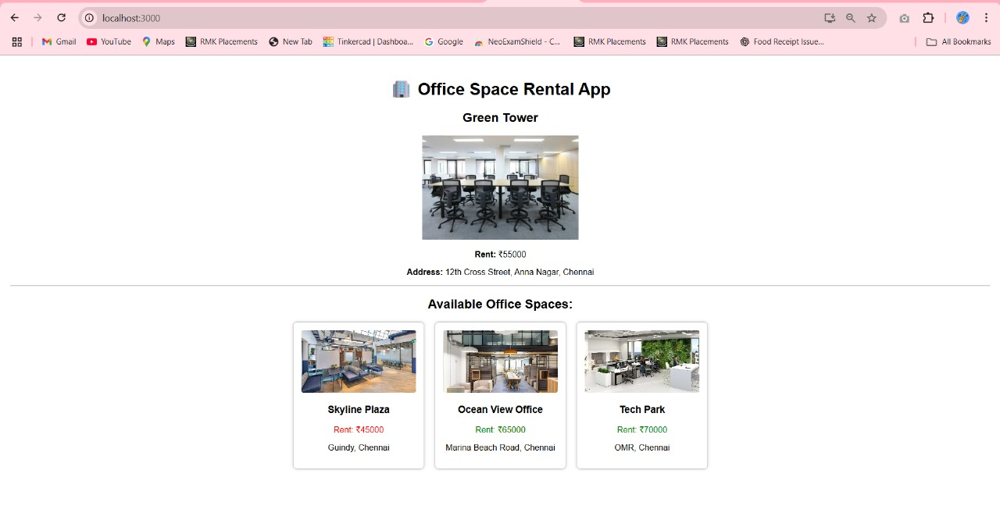 localhost:3000
Gmail YouTube Maps RMK Placements New Tab Tinkercad | Dashboa... Google NeoExamShield - C... RMK Placements RMK Placements Food Receipt Issue... All Bookmarks
Office Space Rental App
Green Tower
Rent: ₹55000
Address: 12th Cross Street, Anna Nagar, Chennai
Available Office Spaces:
Skyline Plaza
Rent: ₹45000
Guindy, Chennai
Ocean View Office
Rent: ₹65000
Marina Beach Road, Chennai
Tech Park
Rent: ₹70000
OMR, Chennai